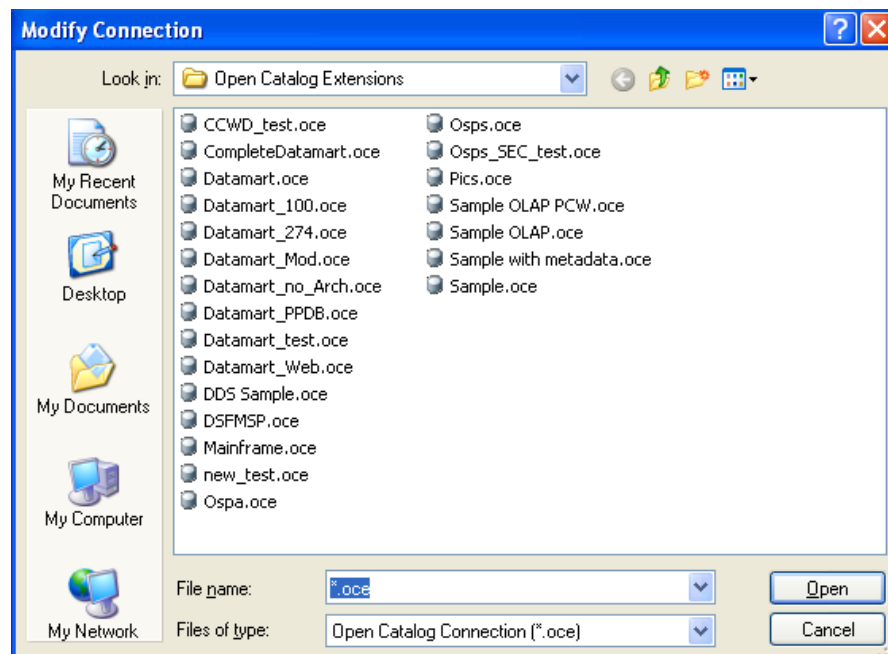 Modify Connection
Look in:
Open Catalog Extensions
My Recent
Documents
Desktop
My Documents
My Computer
My Network
CCWD_test.oce
CompleteDatamart.oce
Datamart.oce
Datamart_100.oce
Datamart_274.oce
Datamart_Mod.oce
Datamart_no_Arch.oce
Datamart_PPDB.oce
Datamart_test.oce
Datamart_Web.oce
DDS Sample.oce
DSFMSP.oce
Mainframe.oce
new_test.oce
Ospa.oce
Osps.oce
Osps_SEC_test.oce
Pics.oce
Sample OLAP PCW.oce
Sample OLAP.oce
Sample with metadata.oce
Sample.oce
File name:
*.oce
Open
Files of type:
Open Catalog Connection (*.oce)
Cancel